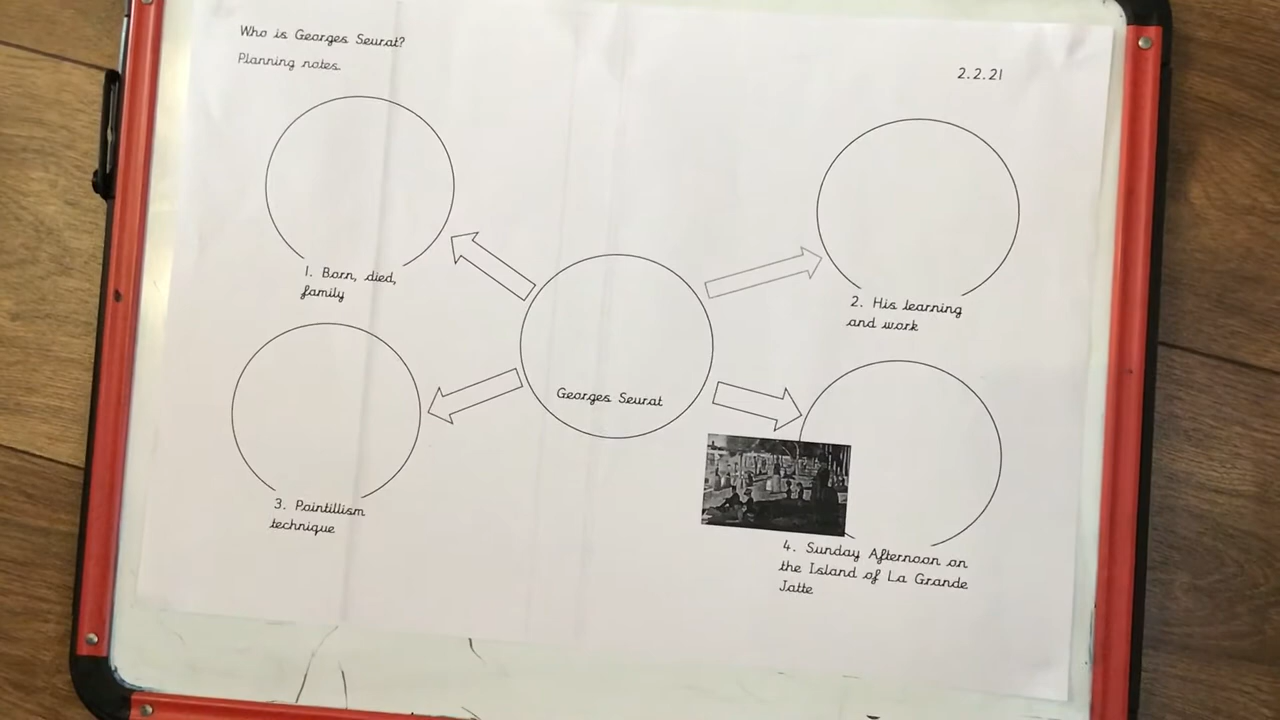 Who is Georges Seurat?
Planning notes.
2.2.21
1. Born, died,
family
2. His learning
and work
Georges Seurat
3. Paintillism
technique
4. Sunday Afternoon on
the Island of La Grande
Jatte